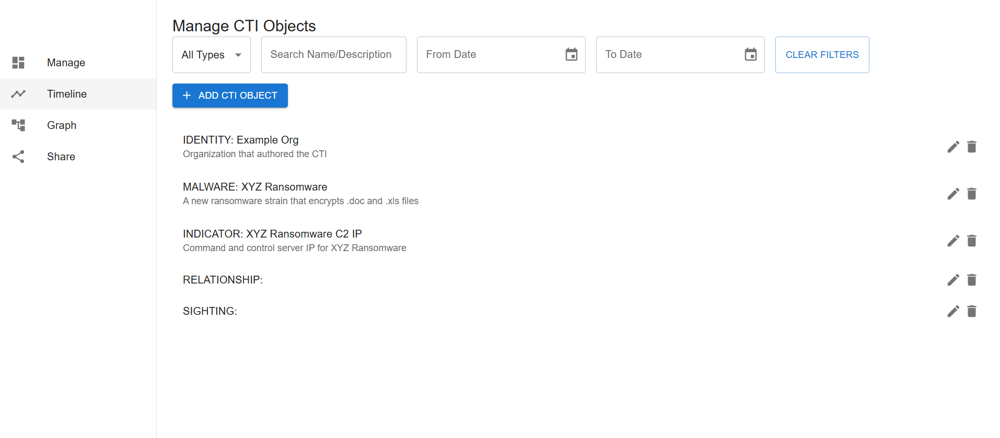 Manage
Timeline
Graph
Share
Manage CTI Objects
All Types
Search Name/Description
From Date
To Date
CLEAR FILTERS
ADD CTI OBJECT
IDENTITY: Example Org
Organization that authored the CTI
MALWARE: XYZ Ransomware
A new ransomware strain that encrypts .doc and .xls files
INDICATOR: XYZ Ransomware C2 IP
Command and control server IP for XYZ Ransomware
RELATIONSHIP:
SIGHTING: